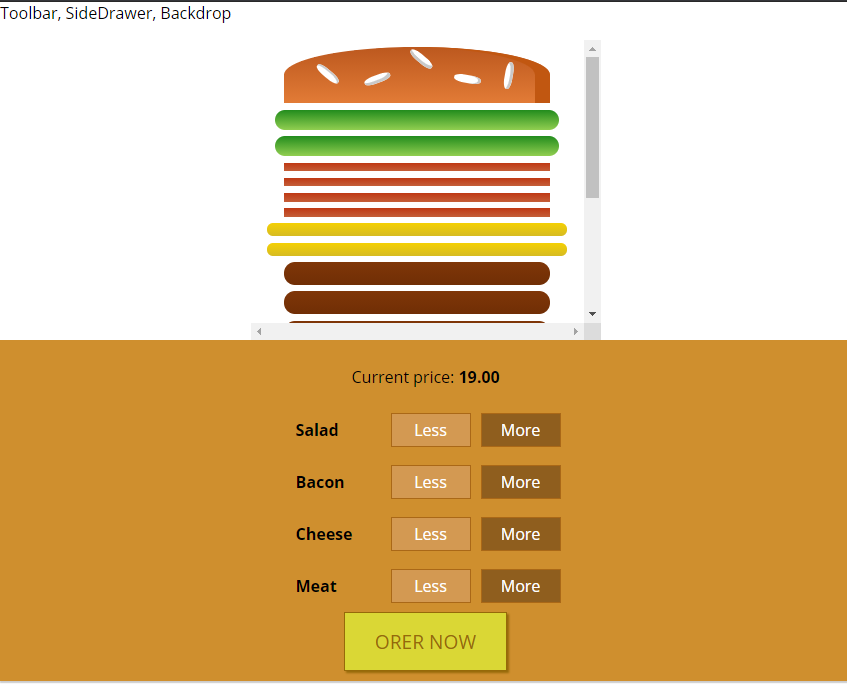 Toolbar, SideDrawer, Backdrop
Current price: 19.00
Salad Less More
Bacon Less More
Cheese Less More
Meat Less More
ORER NOW